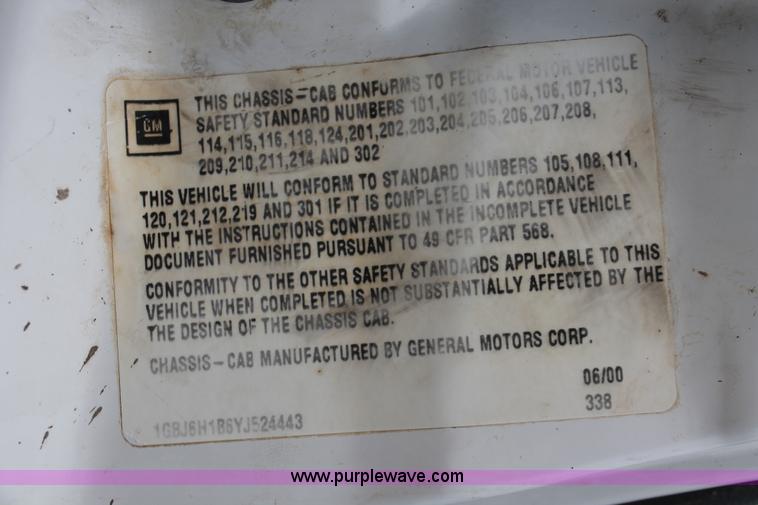 GM
THIS CHASSIS-CAB CONFORMS TO FEDERAL MOTOR VEHICLE
SAFETY STANDARD NUMBERS 101,102,103,104,106,107,113,
114,115,116,118,124,201,202,203,204,205,206,207,208,
209,210,211,214 AND 302
THIS VEHICLE WILL CONFORM TO STANDARD NUMBERS 105,108,111,
120,121,212,219 AND 301 IF IT IS COMPLETED IN ACCORDANCE
WITH THE INSTRUCTIONS CONTAINED IN THE INCOMPLETE VEHICLE
DOCUMENT FURNISHED PURSUANT TO 49 CFR PART 568.
CONFORMITY TO THE OTHER SAFETY STANDARDS APPLICABLE TO THIS
VEHICLE WHEN COMPLETED IS NOT SUBSTANTIALLY AFFECTED BY THE
THE DESIGN OF THE CHASSIS CAB.
CHASSIS-CAB MANUFACTURED BY GENERAL MOTORS CORP.
06/00
1GBJ6H1B6YJ524443 338
www.purplewave.com